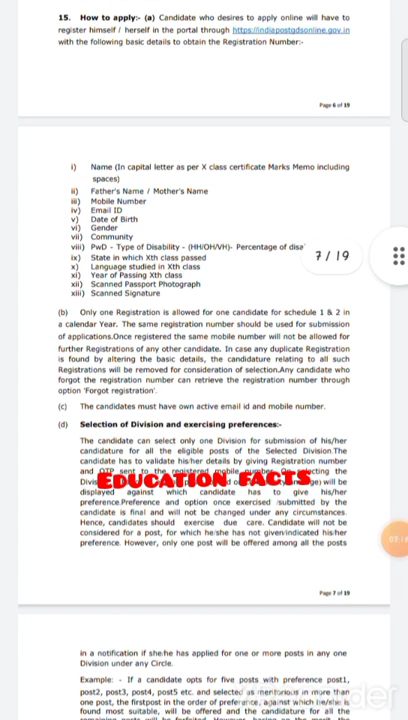 15. How to apply:- (a) Candidate who desires to apply online will have to
register himself / herself in the portal through https://indiapostgdsonline.gov.in
with the following basic details to obtain the Registration Number:-
Page 6 of 19
i) Name (In capital letter as per X class certificate Marks Memo including
spaces)
ii) Father's Name / Mother's Name
iii) Mobile Number
iv) Email ID
v) Date of Birth
vi) Gender
vii) Community
viii) PwD - Type of Disability - (HH/OH/VH)- Percentage of disa
7 / 19
ix) State in which Xth class passed
x) Language studied in Xth class
xi) Year of Passing Xth class
xii) Scanned Passport Photograph
xiii) Scanned Signature
(b) Only one Registration is allowed for one candidate for schedule 1 & 2 in
a calendar Year. The same registration number should be used for submission
of applications.Once registered the same mobile number will not be allowed for
further Registrations of any other candidate. In case any duplicate Registration
is found by altering the basic details, the candidature relating to all such
Registrations will be removed for consideration of selection.Any candidate who
forgot the registration number can retrieve the registration number through
option 'Forgot registration'.
(c) The candidates must have own active email id and mobile number.
(d) Selection of Division and exercising preferences:-
The candidate can select only one Division for submission of his/her
candidature for all the eligible posts of the Selected Division.The
candidate has to validate his/her details by giving Registration number
and OTP sent to the registered mobile number. On selecting the
EDUCATION FACTS
Divis will be
displayed against which candidate has to give his/her
preference.Preference and option once exercised /submitted by the
candidate is final and will not be changed under any circumstances.
Hence, candidates should exercise due care. Candidate will not be
considered for a post, for which he/she has not given/indicated his/her
preference. However, only one post will be offered among all the posts
Page 7 of 19
in a notification if she/he has applied for one or more posts in any one
Division under any Circle.
Example: - If a candidate opts for five posts with preference post1,
post2, post3, post4, post5 etc. and selected as meritorious in more than
one post, the firstpost in the order of preference, against which he/she is
found most suitable, will be offered and the candidature for all the